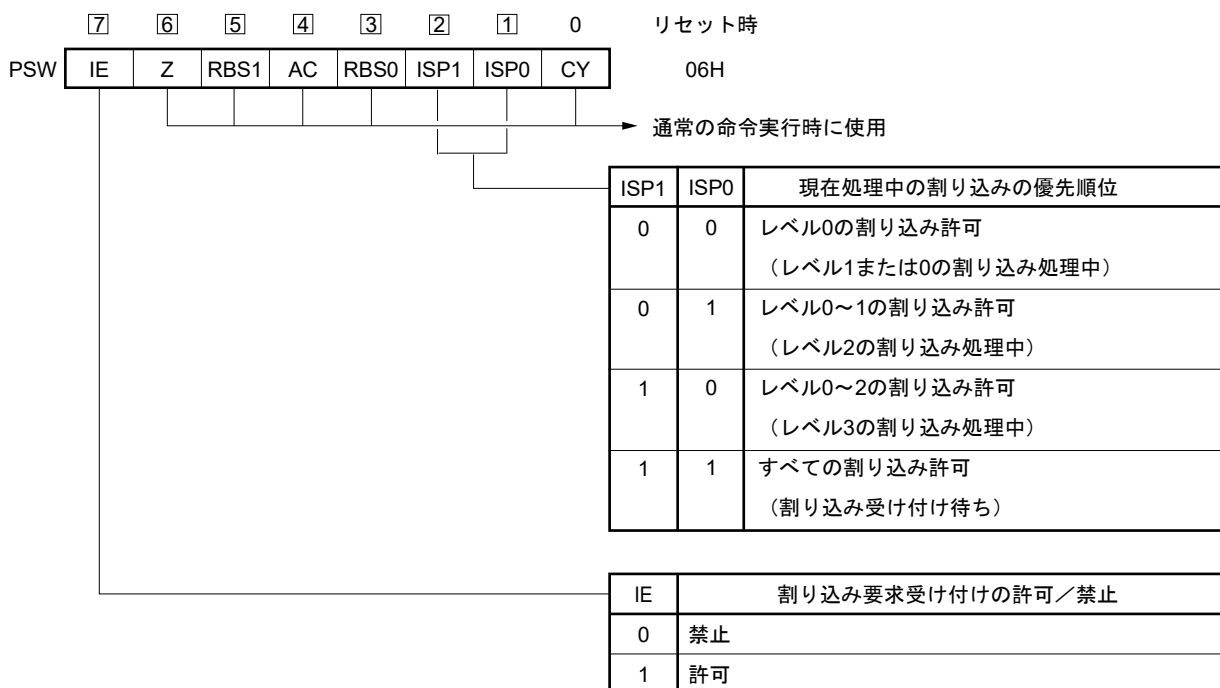 7 6 5 4 3 2 1 0 リセット時
PSW IE Z RBS1 AC RBS0 ISP1 ISP0 CY 06H
通常の命令実行時に使用
ISP1 ISP0 現在処理中の割り込みの優先順位
0 0 レベル0の割り込み許可
（レベル1または0の割り込み処理中）
0 1 レベル0～1の割り込み許可
（レベル2の割り込み処理中）
1 0 レベル0～2の割り込み許可
（レベル3の割り込み処理中）
1 1 すべての割り込み許可
（割り込み受け付け待ち）
IE 割り込み要求受け付けの許可／禁止
0 禁止
1 許可